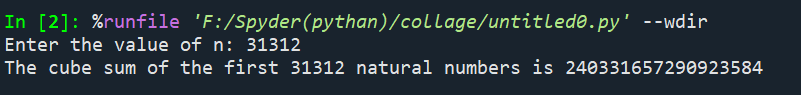 In [2]: %runfile 'F:/Spyder(pythan)/collage/untitled0.py' --wdir
Enter the value of n: 31312
The cube sum of the first 31312 natural numbers is 240331657290923584